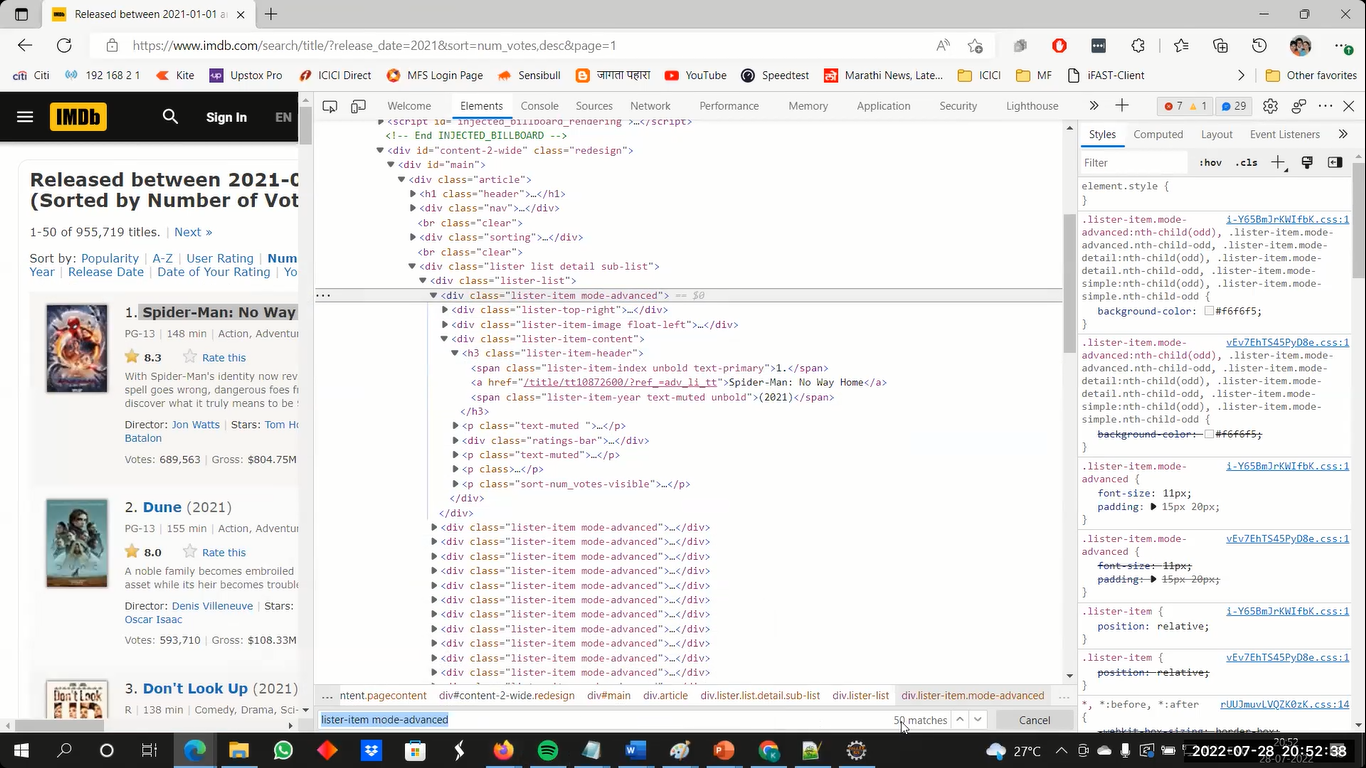 Released between 2021-01-01 a
https://www.imdb.com/search/title/?release_date=2021&sort=num_votes,desc&page=1
Citi
192 168 2 1
Kite
Upstox Pro
ICICI Direct
MFS Login Page
Sensibull
जागता पहारा
YouTube
Speedtest
Marathi News, Late...
ICICI
MF
iFAST-Client
Other favorites
IMDb
Sign In
EN
Welcome
Elements
Console
Sources
Network
Performance
Memory
Application
Security
Lighthouse
7
1
29
Released between 2021-0
(Sorted by Number of Vot
1-50 of 955,719 titles. | Next »
Sort by: Popularity | A-Z | User Rating | Num
Year | Release Date | Date of Your Rating | Yo
1. Spider-Man: No Way
PG-13 | 148 min | Action, Adventur
8.3 Rate this
With Spider-Man's identity now rev
spell goes wrong, dangerous foes fr
discover what it truly means to be S
Director: Jon Watts | Stars: Tom Ho
Batalon
Votes: 689,563 | Gross: $804.75M
2. Dune (2021)
PG-13 | 155 min | Action, Adventur
8.0 Rate this
A noble family becomes embroiled
asset while its heir becomes trouble
Director: Denis Villeneuve | Stars:
Oscar Isaac
Votes: 593,710 | Gross: $108.33M
3. Don't Look Up (2021)
R | 138 min | Comedy, Drama, Sci-
<script id="injected_billboard_rendering">…</script>
<!-- End INJECTED_BILLBOARD -->
<div id="content-2-wide" class="redesign">
<div id="main">
<div class="article">
<h1 class="header">…</h1>
<div class="nav">…</div>
<br class="clear">
<div class="sorting">…</div>
<br class="clear">
<div class="lister list detail sub-list">
<div class="lister-list">
<div class="lister-item mode-advanced"> == $0
<div class="lister-top-right">…</div>
<div class="lister-item-image float-left">…</div>
<div class="lister-item-content">
<h3 class="lister-item-header">
<span class="lister-item-index unbold text-primary">1.</span>
<a href="/title/tt10872600/?ref_=adv_li_tt">Spider-Man: No Way Home</a>
<span class="lister-item-year text-muted unbold">(2021)</span>
</h3>
<p class="text-muted ">…</p>
<div class="ratings-bar">…</div>
<p class="text-muted">…</p>
<p class>…</p>
<p class="sort-num_votes-visible">…</p>
</div>
</div>
<div class="lister-item mode-advanced">…</div>
<div class="lister-item mode-advanced">…</div>
<div class="lister-item mode-advanced">…</div>
<div class="lister-item mode-advanced">…</div>
<div class="lister-item mode-advanced">…</div>
<div class="lister-item mode-advanced">…</div>
<div class="lister-item mode-advanced">…</div>
<div class="lister-item mode-advanced">…</div>
<div class="lister-item mode-advanced">…</div>
<div class="lister-item mode-advanced">…</div>
<div class="lister-item mode-advanced">…</div>
... ntent.pagecontent div#content-2-wide.redesign div#main div.article div.lister.list.detail.sub-list div.lister-list div.lister-item.mode-advanced ...
lister-item mode-advanced
50 matches
Cancel
Styles
Computed
Layout
Event Listeners
Filter
:hov
.cls
element.style {
}
.lister-item.mode- i-Y65BmJrKWIfbK.css:1
advanced:nth-child(odd), .lister-item.mode-
advanced:nth-child-odd, .lister-item.mode-
detail:nth-child(odd), .lister-item.mode-
detail:nth-child-odd, .lister-item.mode-
simple:nth-child(odd), .lister-item.mode-
simple.nth-child-odd {
background-color: #f6f6f5;
}
.lister-item.mode- vEv7EhTS45PyD8e.css:1
advanced:nth-child(odd), .lister-item.mode-
advanced:nth-child-odd, .lister-item.mode-
detail:nth-child(odd), .lister-item.mode-
detail.nth-child-odd, .lister-item.mode-
simple:nth-child(odd), .lister-item.mode-
simple.nth-child-odd {
background-color: #f6f6f5;
}
.lister-item.mode- i-Y65BmJrKWIfbK.css:1
advanced {
font-size: 11px;
padding: 15px 20px;
}
.lister-item.mode- vEv7EhTS45PyD8e.css:1
advanced {
font-size: 11px;
padding: 15px 20px;
}
.lister-item { i-Y65BmJrKWIfbK.css:1
position: relative;
}
.lister-item { vEv7EhTS45PyD8e.css:1
position: relative;
}
*, *:before, *:after rUUJmuvLVQZK0zK.css:14
{
-webkit-box-sizing: border-box;
27°C
2022-07-28 20:52:38
20:52
28-07-2022